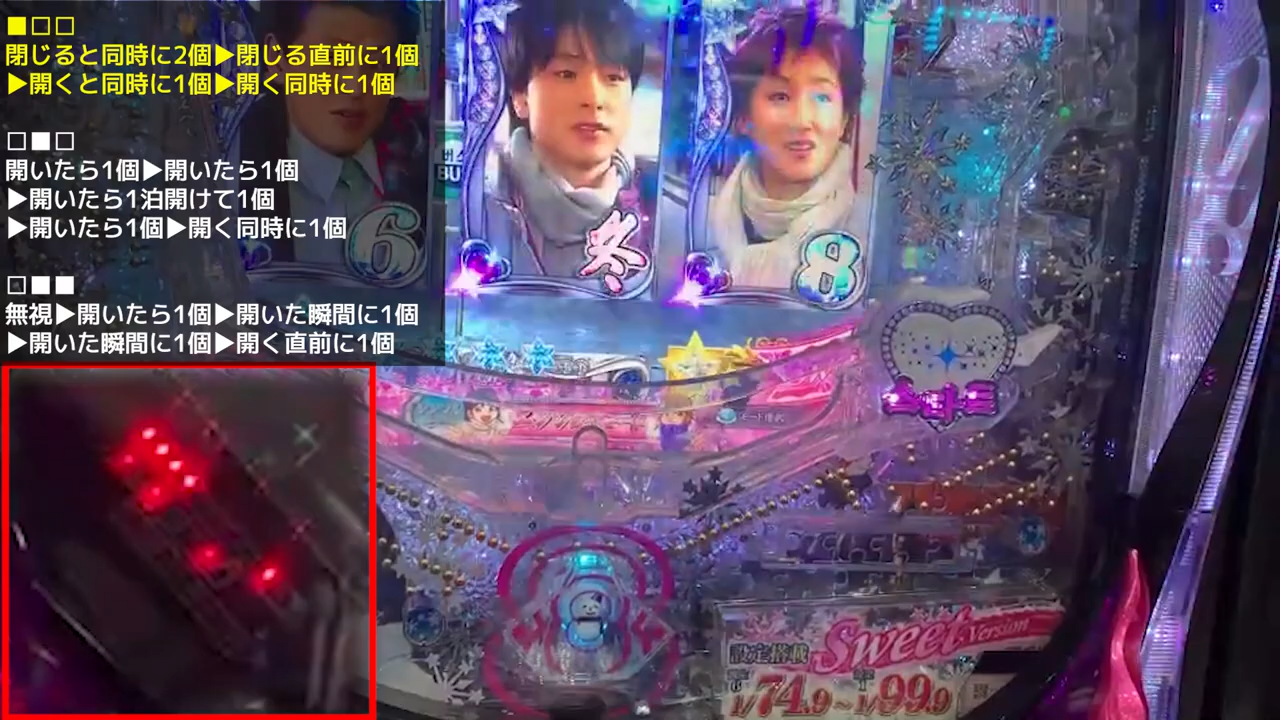 ■□□
閉じると同時に2個▶閉じる直前に1個
▶開くと同時に1個▶開く同時に1個
□■□
開いたら1個▶開いたら1個
▶開いたら1泊開けて1個
▶開いたら1個▶開く同時に1個
□■■
無視▶開いたら1個▶開いた瞬間に1個
▶開いた瞬間に1個▶開く直前に1個
버스
BU
6
冬
8
스타트
Sweet Version
設定搭載
1/74.9~1/99.9